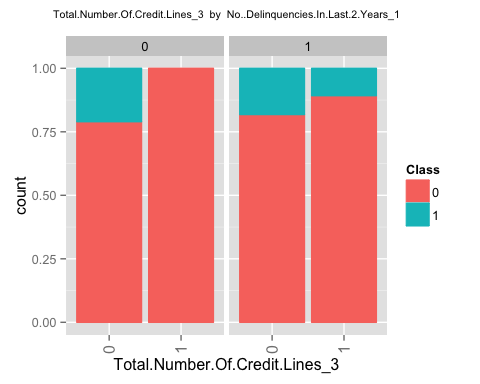 Total.Number.Of.Credit.Lines_3 by No..Delinquencies.In.Last.2.Years_1
0 1
1.00
0.75
0.50
0.25
0.00
count
0 1 0 1
Total.Number.Of.Credit.Lines_3
Class
0
1